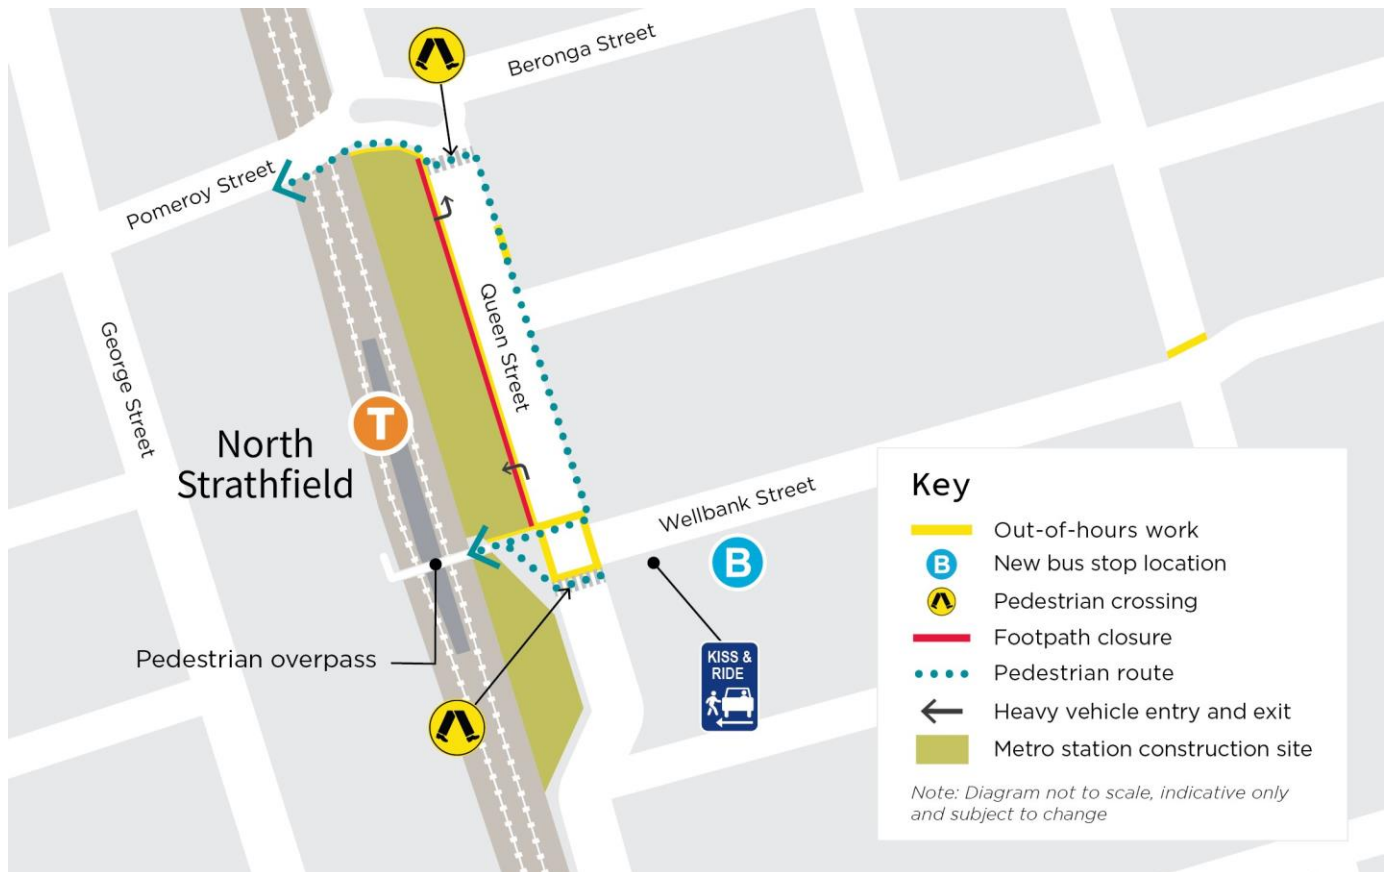 Beronga Street
Pomeroy Street
George Street
Queen Street
T
North
Strathfield
Wellbank Street
B
Pedestrian overpass
KISS &
RIDE
Key
Out-of-hours work
B
New bus stop location
Pedestrian crossing
Footpath closure
Pedestrian route
Heavy vehicle entry and exit
Metro station construction site
Note: Diagram not to scale, indicative only
and subject to change